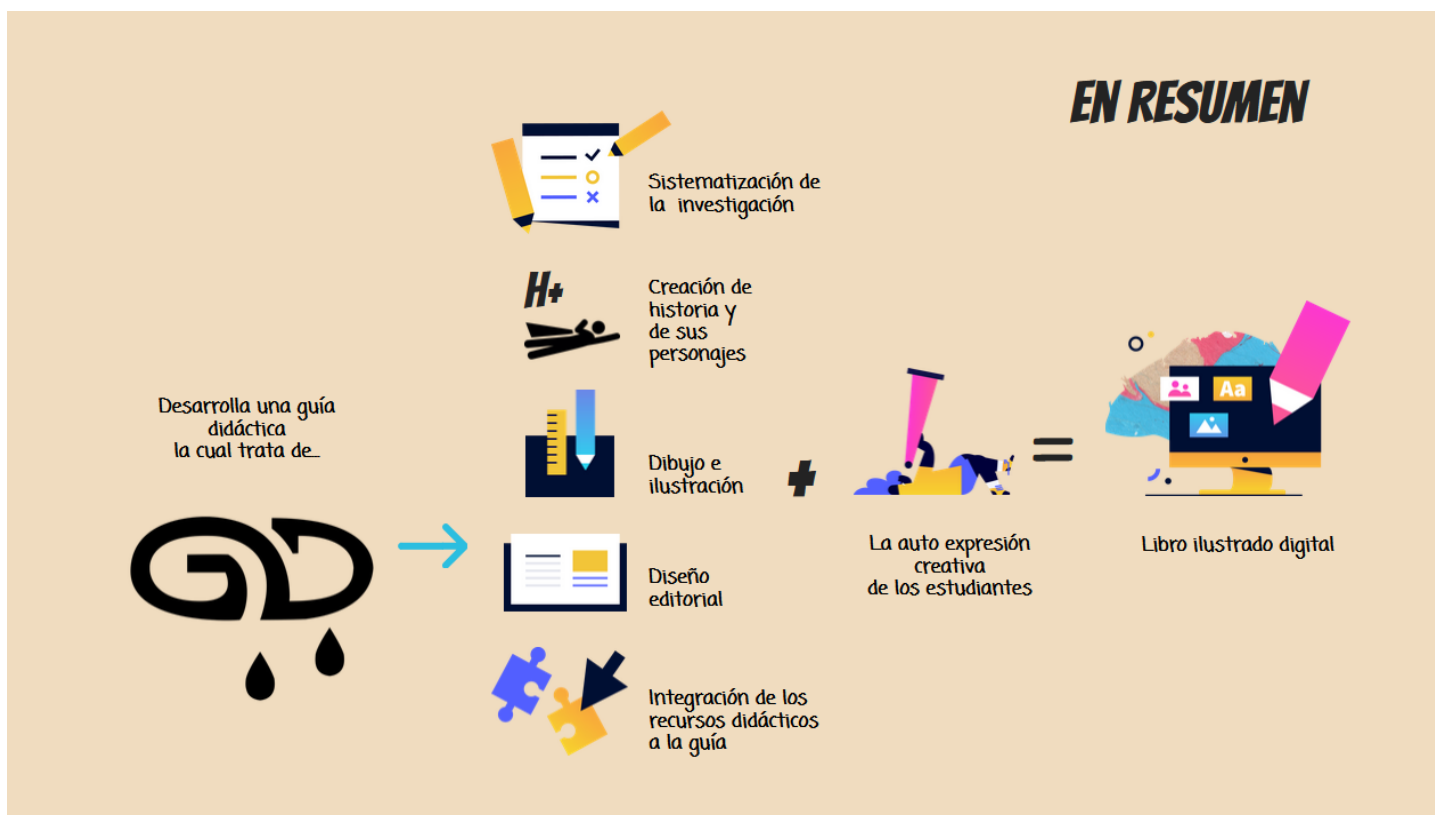 EN RESUMEN
Sistematización de
la investigación
H+
Creación de
historia y
de sus
personajes
Desarrolla una guía
didáctica
la cual trata de...
Dibujo e
ilustración
+
=
Aa
GD
Diseño
editorial
La auto expresión
creativa
de los estudiantes
Libro ilustrado digital
Integración de los
recursos didácticos
a la guía